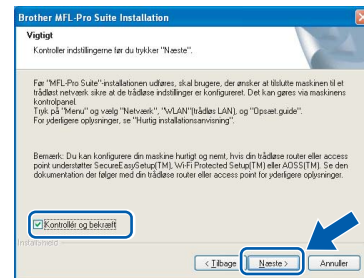 Brother MFL-Pro Suite Installation
Vigtigt
Kontroller indstillingerne før du trykker "Næste".
Før "MFL-Pro Suite"-installationen udføres, skal brugere, der ønsker at tilslutte maskinen til et
trådløst netværk sikre at de trådløse indstillinger er konfigureret. Det kan gøres via maskinens
kontrolpanel.
Tryk på "Menu" og vælg "Netværk", "WLAN"(trådløs LAN), og "Opsæt.guide".
For yderligere oplysninger, se "Hurtig installationsanvisning".
Bemærk: Du kan konfigurere din maskine hurtigt og nemt, hvis din trådløse router eller access
point understøtter SecureEasySetup(TM), Wi-Fi Protected Setup(TM) eller AOSS(TM). Se den
dokumentation der følger med din trådløse router eller access point for yderligere oplysninger.
Kontrollér og bekræft
InstallShield
< Tilbage
Næste >
Annuller